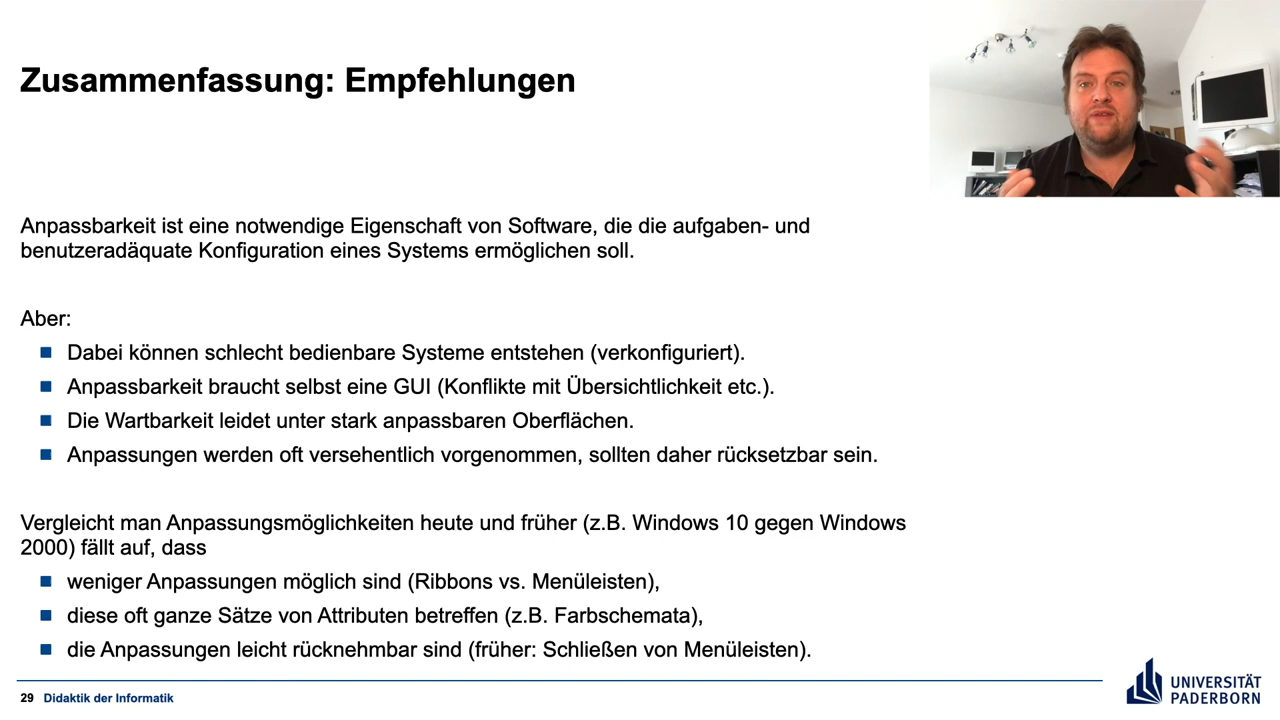 Zusammenfassung: Empfehlungen
Anpassbarkeit ist eine notwendige Eigenschaft von Software, die die aufgaben- und
benutzeradäquate Konfiguration eines Systems ermöglichen soll.
Aber:
Dabei können schlecht bedienbare Systeme entstehen (verkonfiguriert).
Anpassbarkeit braucht selbst eine GUI (Konflikte mit Übersichtlichkeit etc.).
Die Wartbarkeit leidet unter stark anpassbaren Oberflächen.
Anpassungen werden oft versehentlich vorgenommen, sollten daher rücksetzbar sein.
Vergleicht man Anpassungsmöglichkeiten heute und früher (z.B. Windows 10 gegen Windows
2000) fällt auf, dass
weniger Anpassungen möglich sind (Ribbons vs. Menüleisten),
diese oft ganze Sätze von Attributen betreffen (z.B. Farbschemata),
die Anpassungen leicht rücknehmbar sind (früher: Schließen von Menüleisten).
29 Didaktik der Informatik
UNIVERSITÄT
PADERBORN